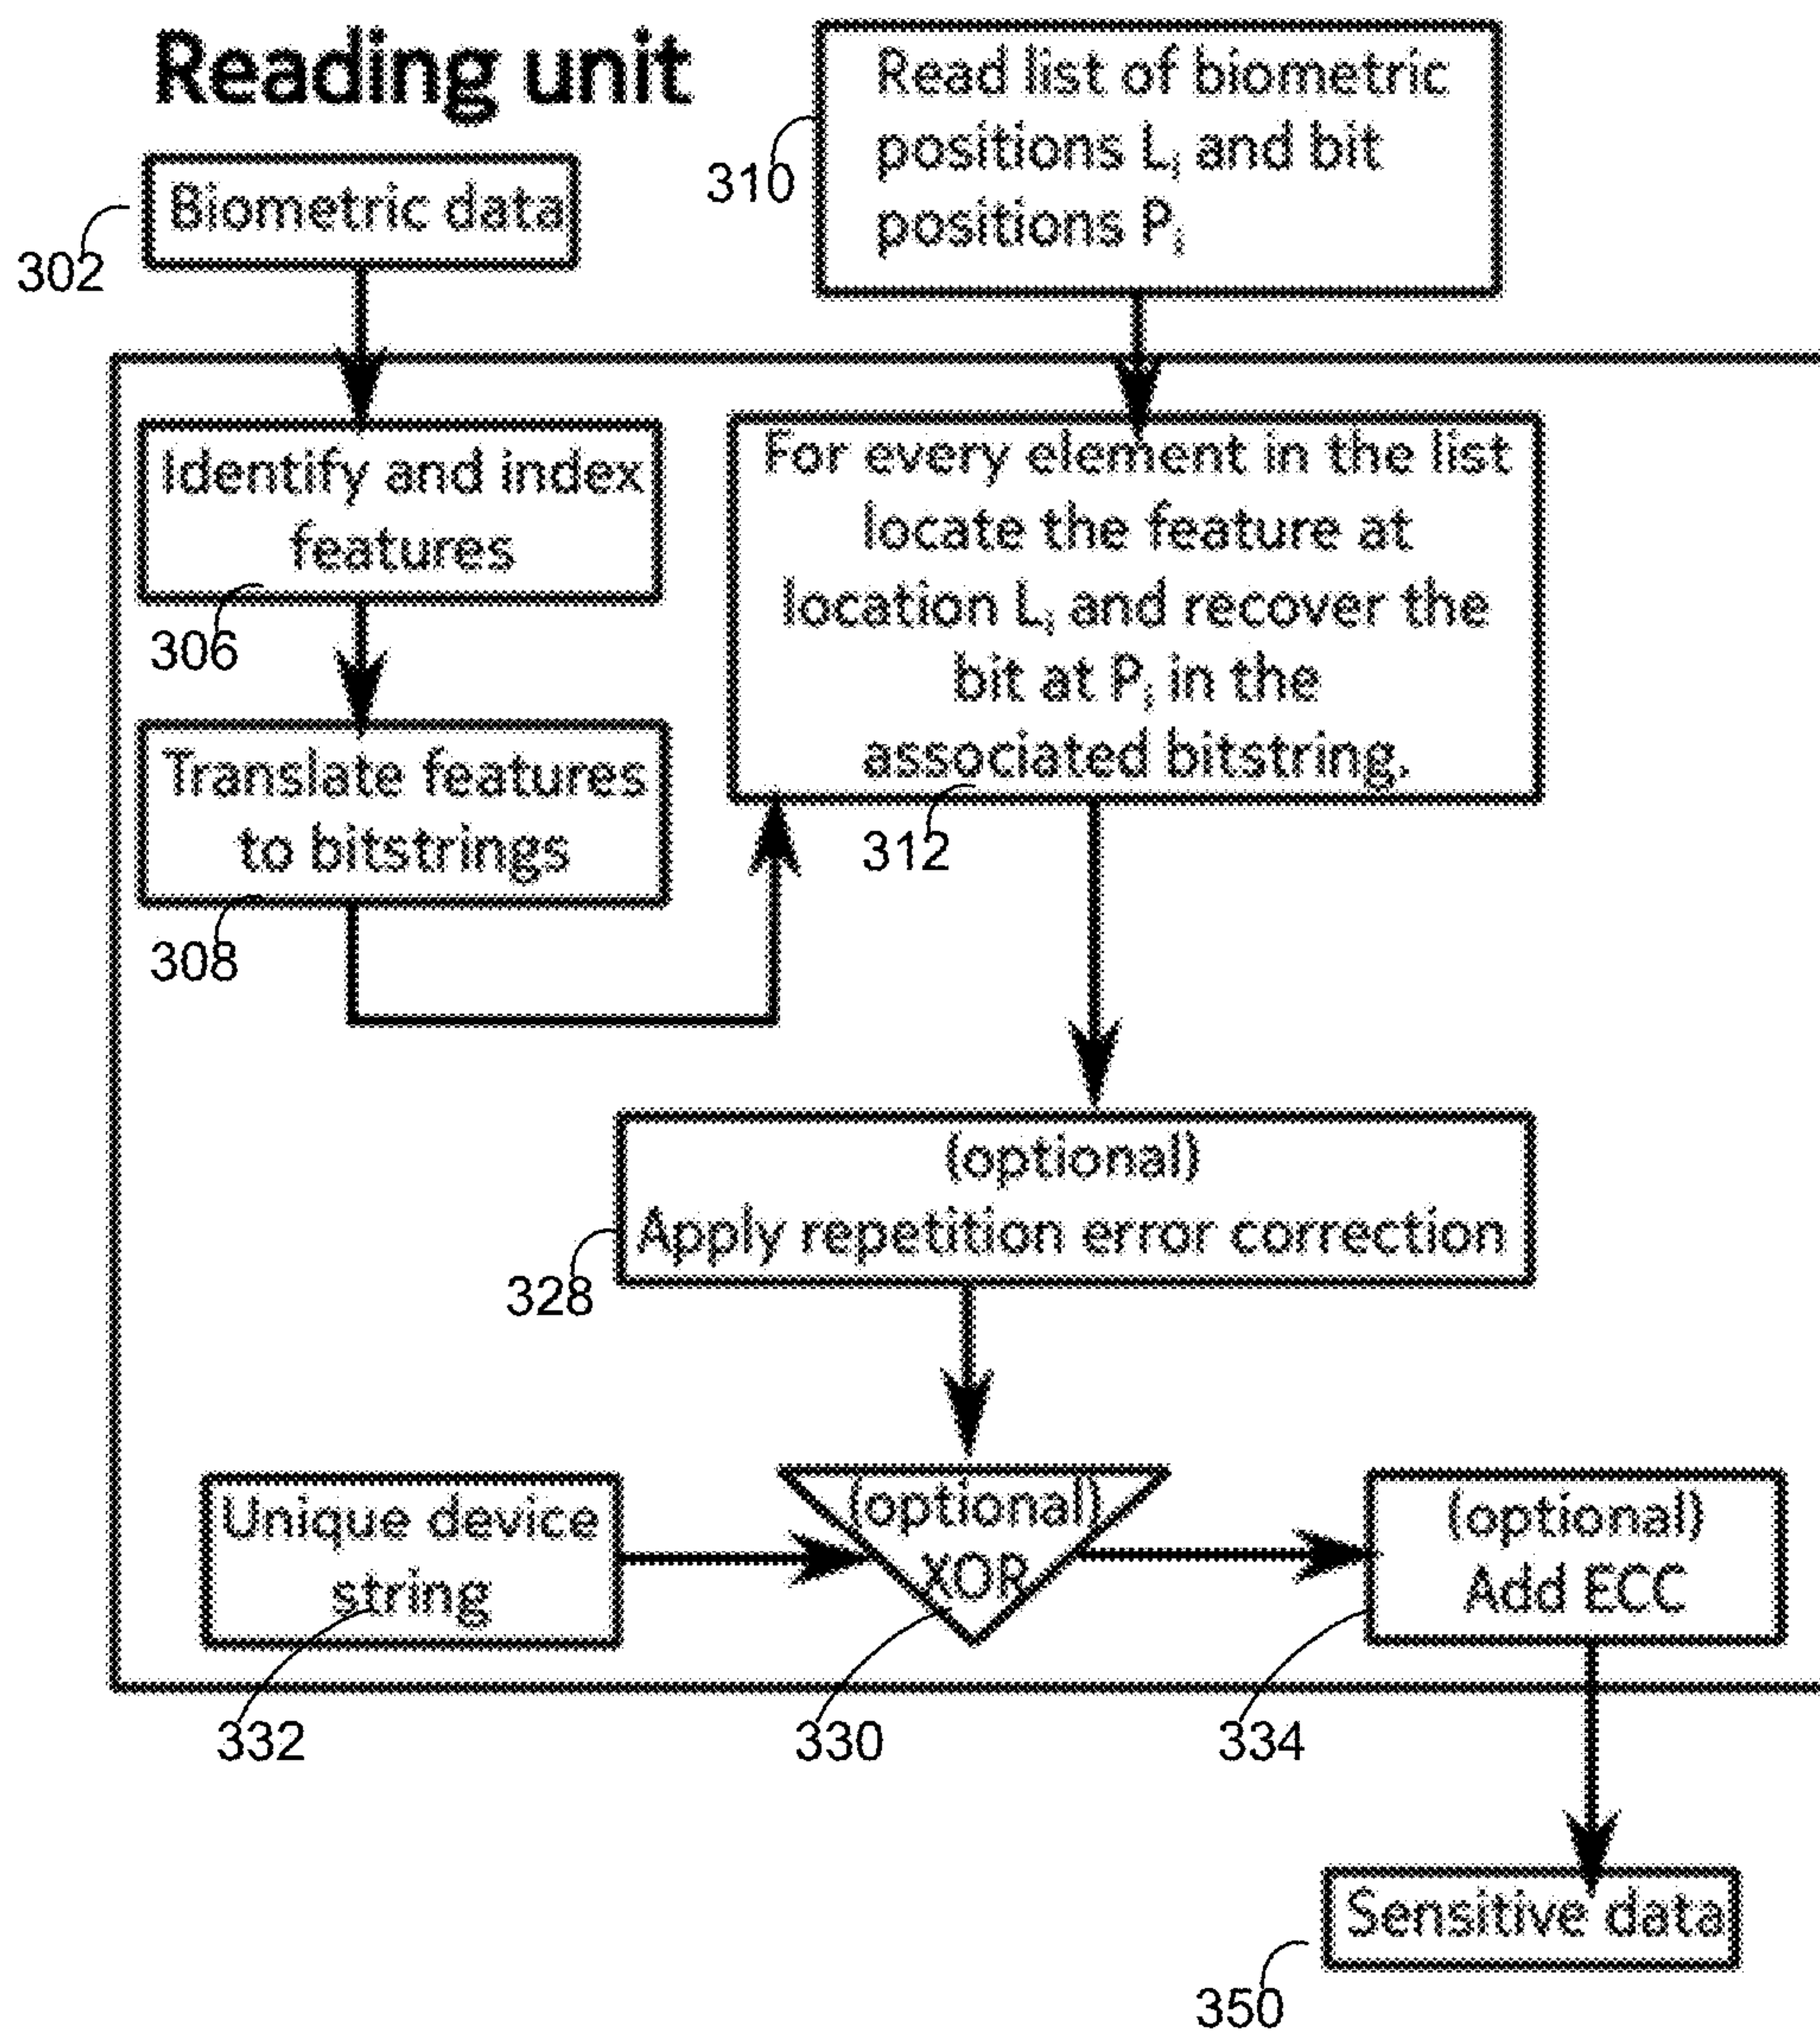 Reading unit
Read list of biometric
positions Li and bit
positions Pi
310
Biometric data
302
Identify and index
features
306
For every element in the list
locate the feature at
location Li and recover the
bit at Pi in the
associated bitstring.
312
Translate features
to bitstrings
308
(optional)
Apply repetition error correction
328
Unique device
string
332
(optional)
XOR
330
(optional)
Add ECC
334
Sensitive data
350